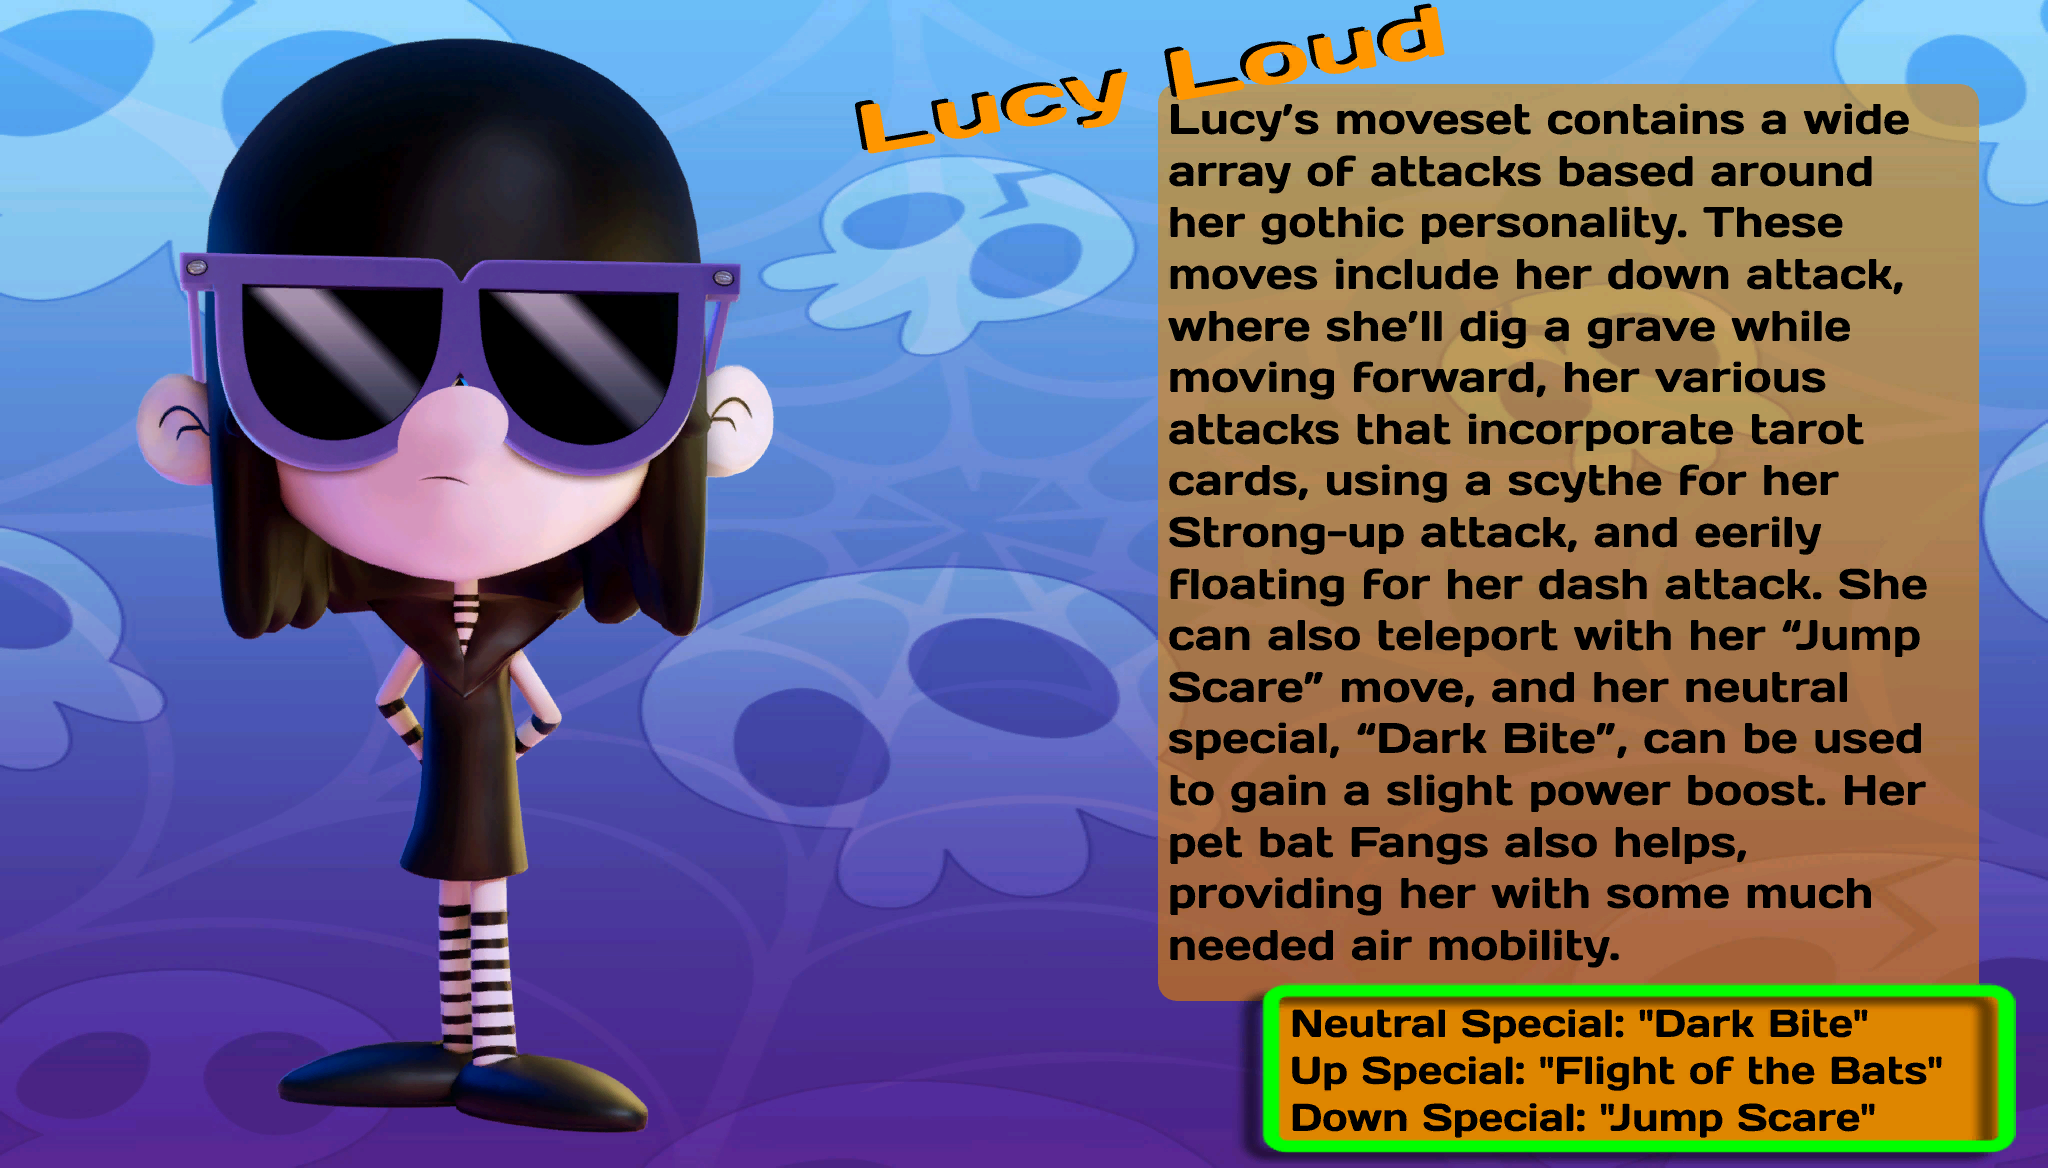 Lucy Loud
Lucy’s moveset contains a wide
array of attacks based around
her gothic personality. These
moves include her down attack,
where she’ll dig a grave while
moving forward, her various
attacks that incorporate tarot
cards, using a scythe for her
Strong-up attack, and eerily
floating for her dash attack. She
can also teleport with her “Jump
Scare” move, and her neutral
special, “Dark Bite”, can be used
to gain a slight power boost. Her
pet bat Fangs also helps,
providing her with some much
needed air mobility.
Neutral Special: "Dark Bite"
Up Special: "Flight of the Bats"
Down Special: "Jump Scare"